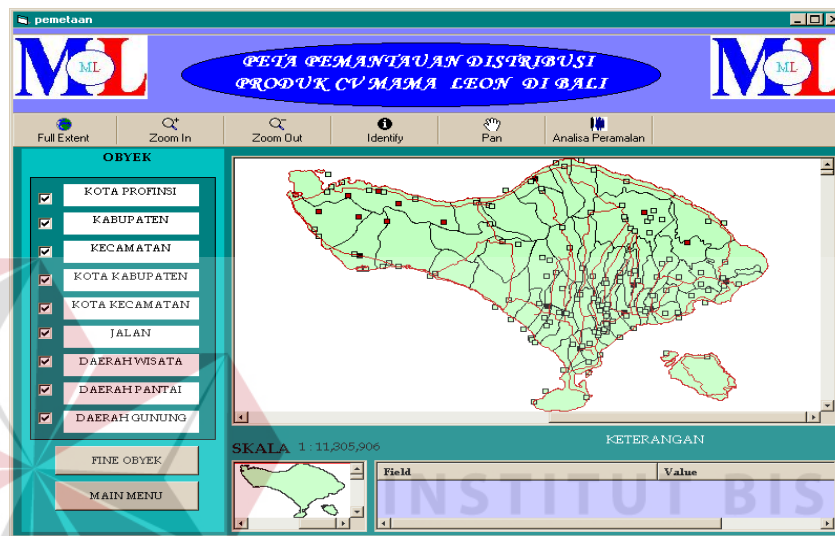 pemetaan
ML
PETA PEMANTAUAN DISTRIBUSI
PRODUK CV MAMA LEON DI BALI
ML
Full Extent
Zoom In
Zoom Out
Identify
Pan
Analisa Peramalan
OBYEK
KOTA PROFINSI
KABUPATEN
KECAMATAN
KOTA KABUPATEN
KOTA KECAMATAN
JALAN
DAERAH WISATA
DAERAH PANTAI
DAERAH GUNUNG
FINE OBYEK
MAIN MENU
SKALA 1 : 11,305,906
KETERANGAN
Field Value
INSTITUT BIS